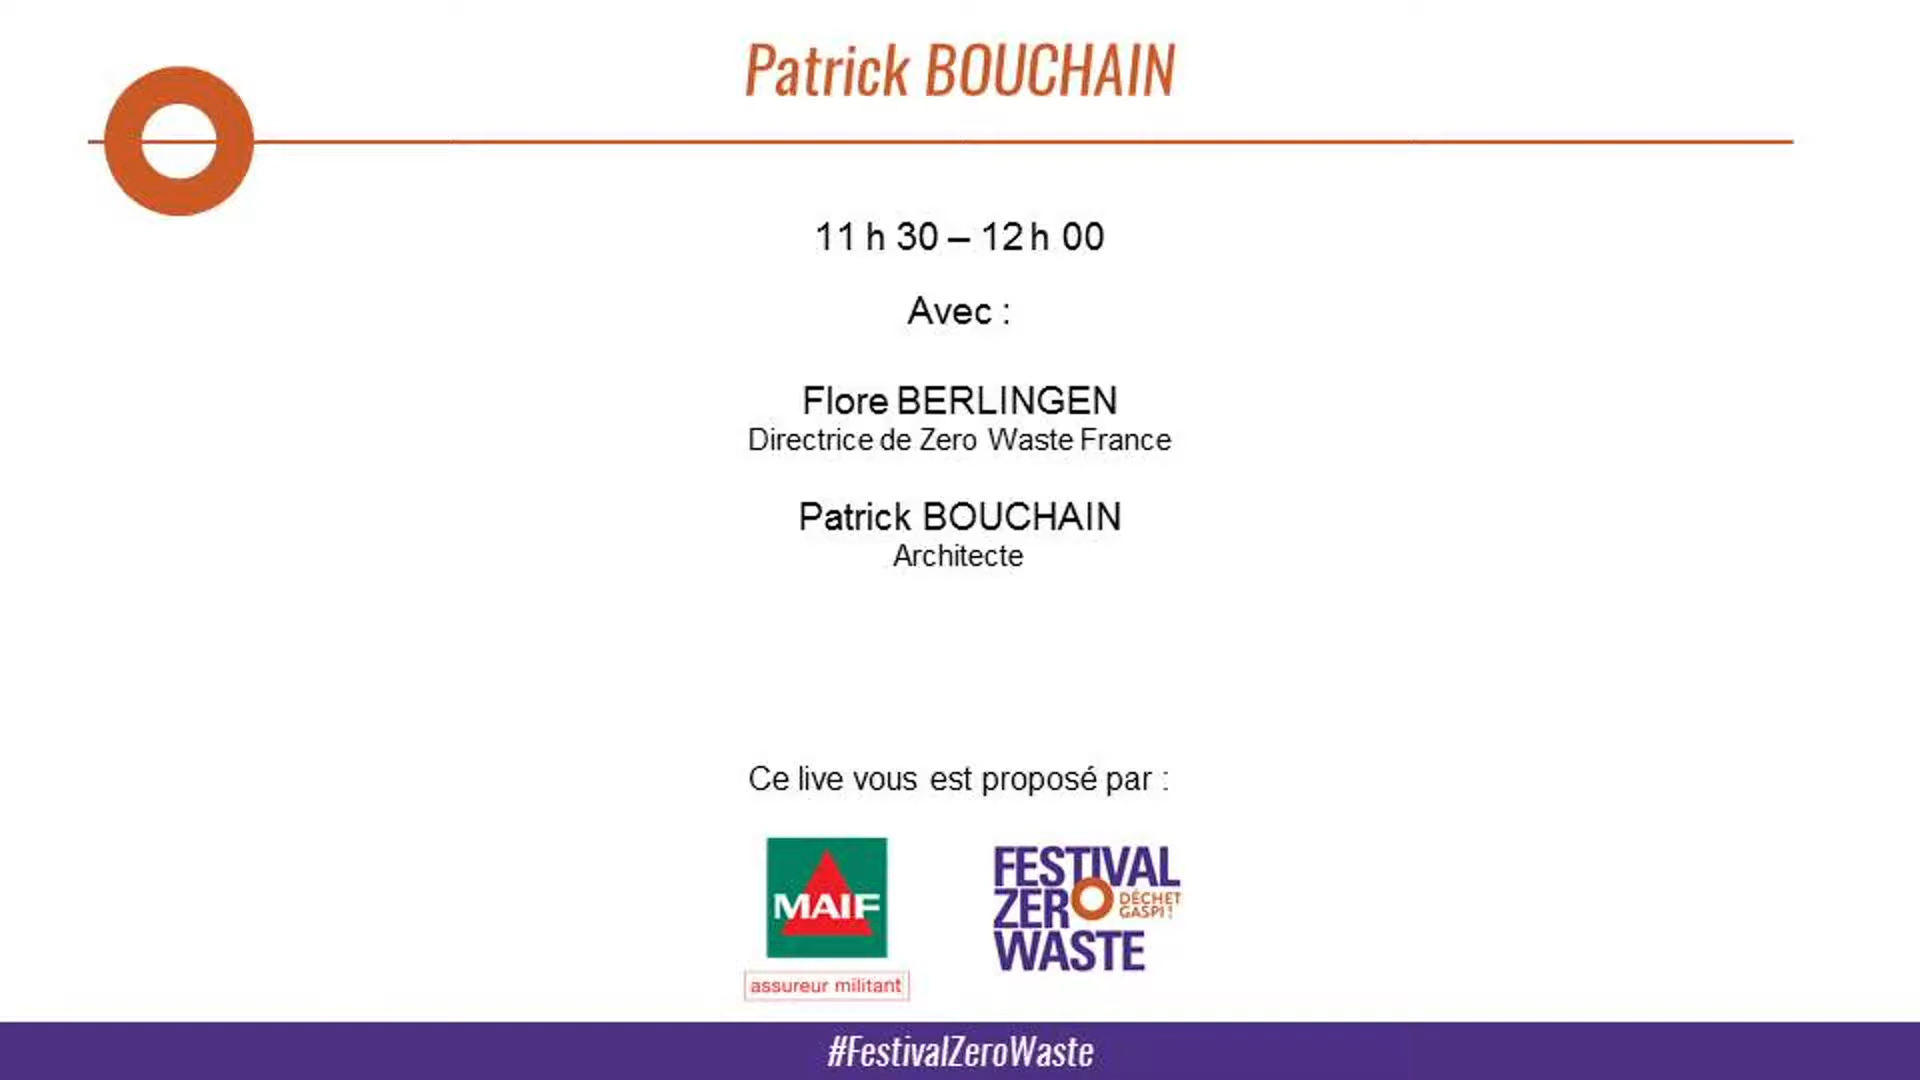 Patrick BOUCHAIN
11 h 30 – 12 h 00
Avec :
Flore BERLINGEN
Directrice de Zero Waste France
Patrick BOUCHAIN
Architecte
Ce live vous est proposé par :
MAIF
assureur militant
FESTIVAL
ZERO DÉCHET GASPI !
WASTE
#FestivalZeroWaste